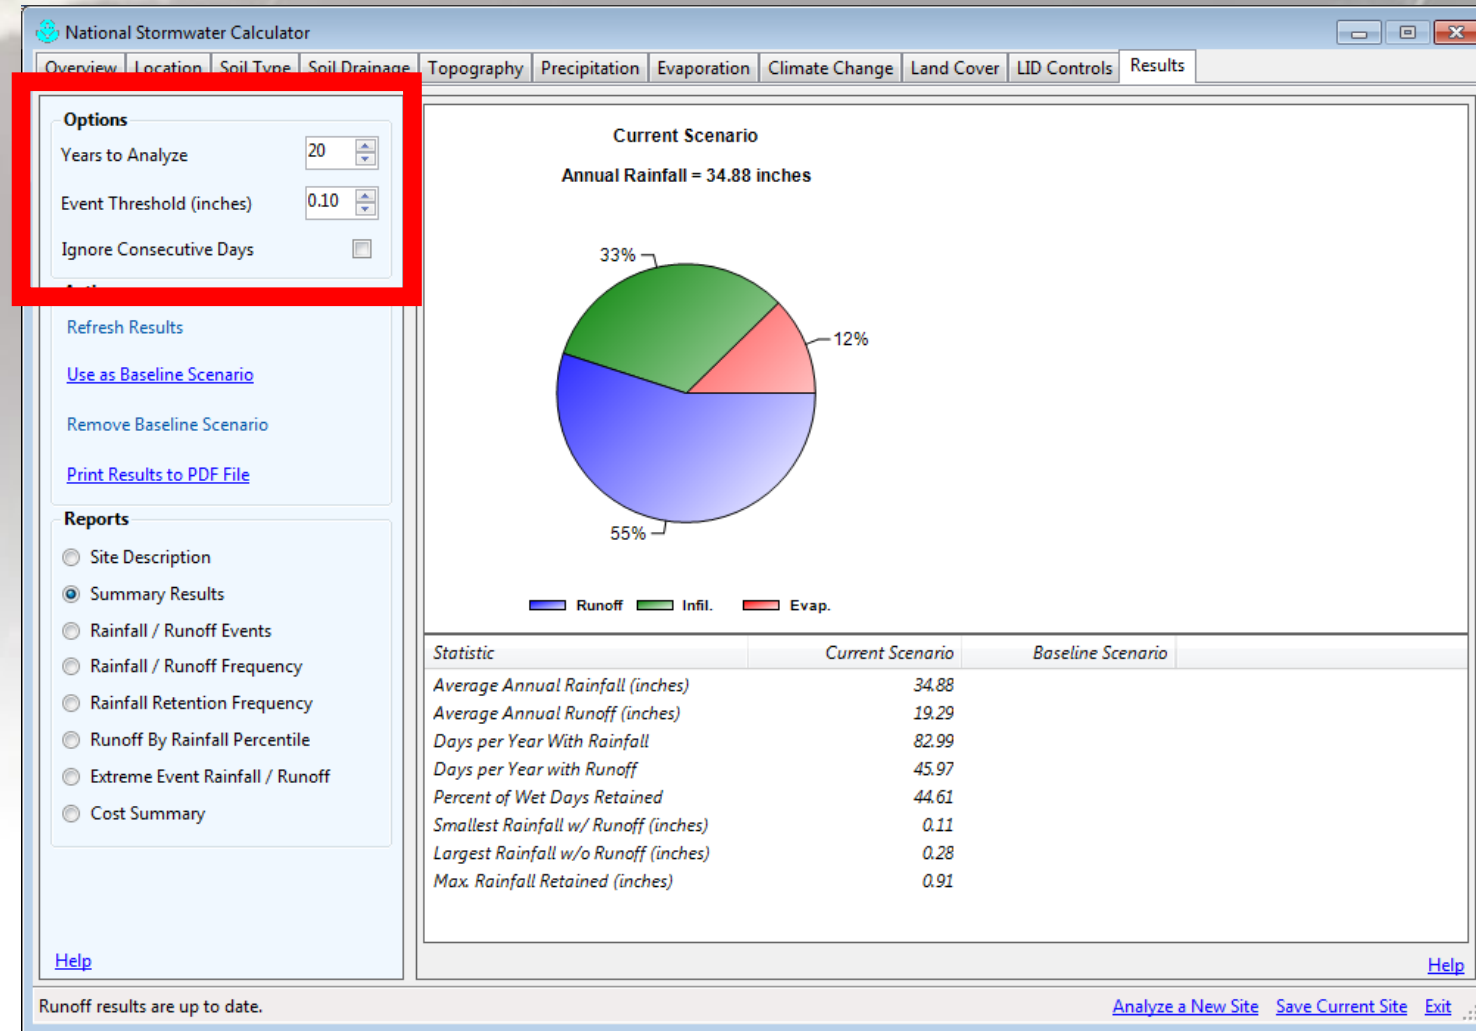 National Stormwater Calculator
Overview Location Soil Type Soil Drainage Topography Precipitation Evaporation Climate Change Land Cover LID Controls Results
Options
Years to Analyze 20
Event Threshold (inches) 0.10
Ignore Consecutive Days
Refresh Results
Use as Baseline Scenario
Remove Baseline Scenario
Print Results to PDF File
Reports
Site Description
Summary Results
Rainfall / Runoff Events
Rainfall / Runoff Frequency
Rainfall Retention Frequency
Runoff By Rainfall Percentile
Extreme Event Rainfall / Runoff
Cost Summary
Help
Current Scenario
Annual Rainfall = 34.88 inches
33%
12%
55%
Runoff Infil. Evap.
Statistic Current Scenario Baseline Scenario
Average Annual Rainfall (inches) 34.88
Average Annual Runoff (inches) 19.29
Days per Year With Rainfall 82.99
Days per Year with Runoff 45.97
Percent of Wet Days Retained 44.61
Smallest Rainfall w/ Runoff (inches) 0.11
Largest Rainfall w/o Runoff (inches) 0.28
Max. Rainfall Retained (inches) 0.91
Help
Runoff results are up to date.
Analyze a New Site Save Current Site Exit